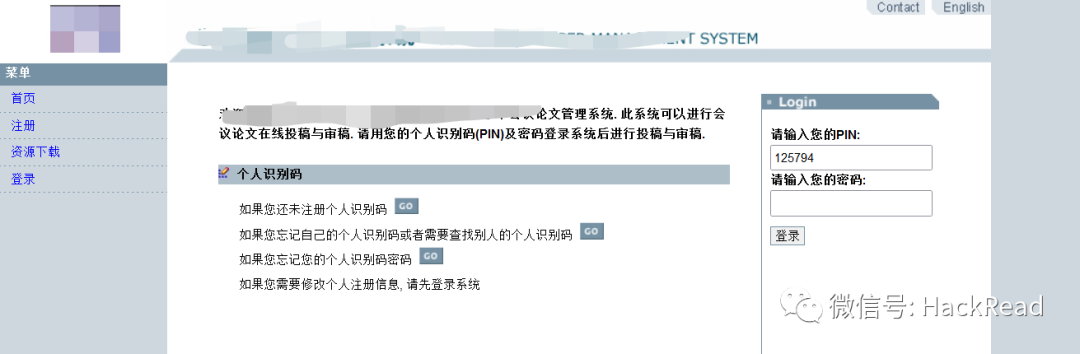 Contact
English
MANAGEMENT SYSTEM
菜单
首页
注册
资源下载
登录
论文管理系统. 此系统可以进行会
议论文在线投稿与审稿. 请用您的个人识别码(PIN)及密码登录系统后进行投稿与审稿.
个人识别码
如果您还未注册个人识别码 GO
如果您忘记自己的个人识别码或者需要查找别人的个人识别码 GO
如果您忘记您的个人识别码密码 GO
如果您需要修改个人注册信息, 请先登录系统
Login
请输入您的PIN:
125794
请输入您的密码:
登录
微信号: HackRead